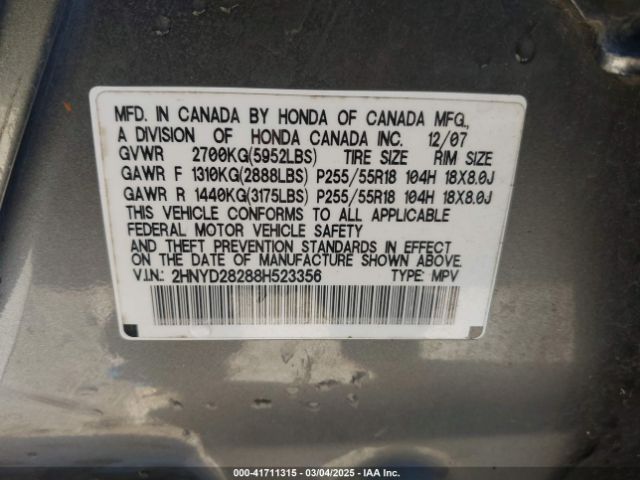 MFD. IN CANADA BY HONDA OF CANADA MFG.,
A DIVISION OF HONDA CANADA INC. 12/07
GVWR 2700KG(5952LBS) TIRE SIZE RIM SIZE
GAWR F 1310KG(2888LBS) P255/55R18 104H 18X8.0J
GAWR R 1440KG(3175LBS) P255/55R18 104H 18X8.0J
THIS VEHICLE CONFORMS TO ALL APPLICABLE
FEDERAL MOTOR VEHICLE SAFETY
AND THEFT PREVENTION STANDARDS IN EFFECT
ON THE DATE OF MANUFACTURE SHOWN ABOVE.
V.I.N.: 2HNYD28288H523356 TYPE: MPV
000-41711315 - 03/04/2025 - IAA Inc.